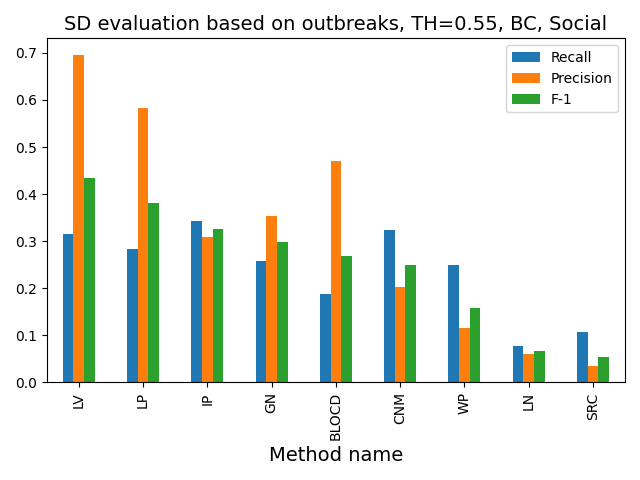 SD evaluation based on outbreaks, TH=0.55, BC, Social
Recall
Precision
F-1
0.7
0.6
0.5
0.4
0.3
0.2
0.1
0.0
LV
LP
IP
GN
BLOCD
CNM
WP
LN
SRC
Method name